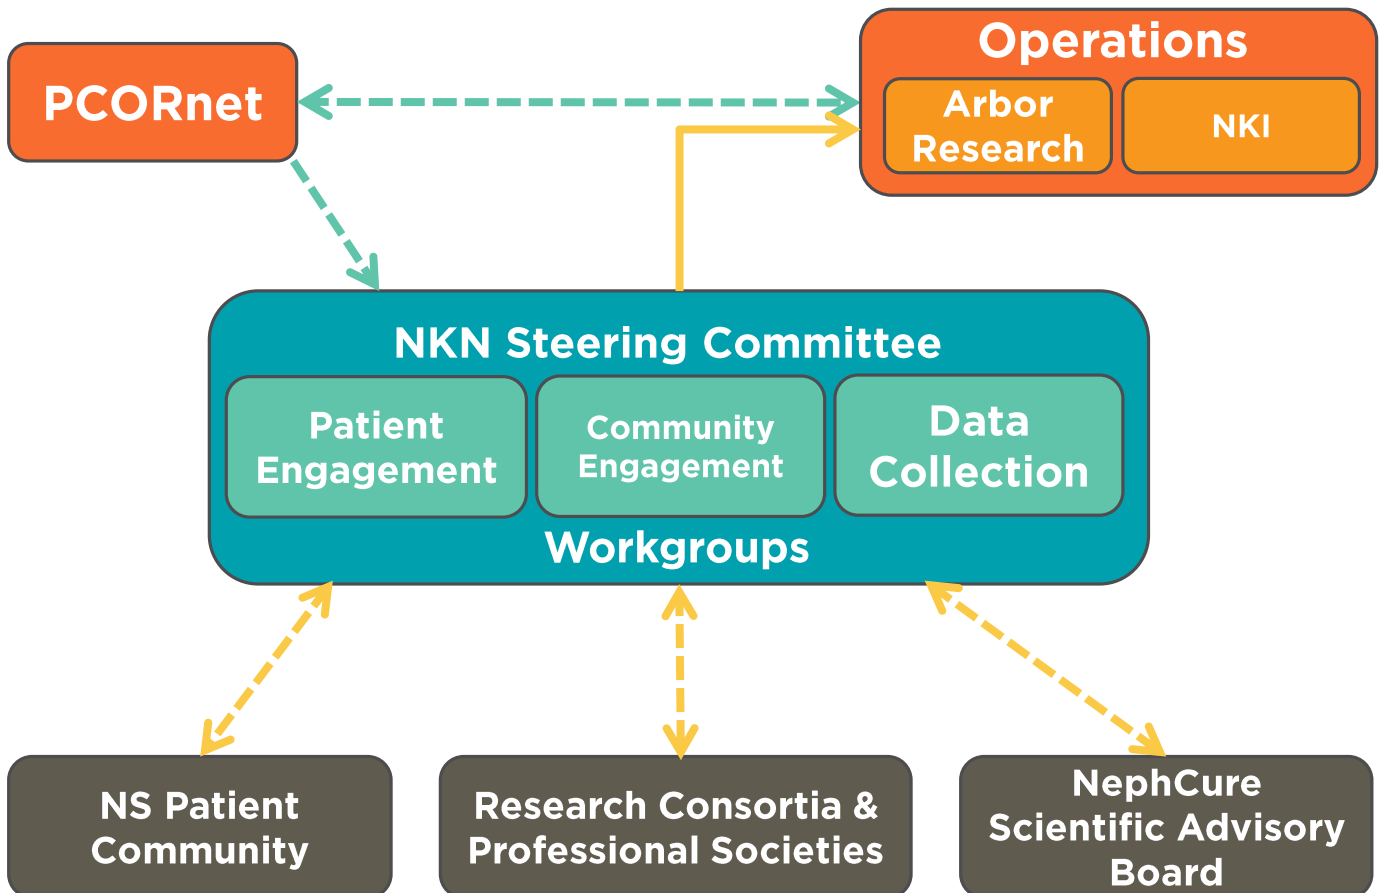 Operations
PCORnet
Arbor
Research
NKI
NKN Steering Committee
Patient
Engagement
Community
Engagement
Data
Collection
Workgroups
NS Patient
Community
Research Consortia &
Professional Societies
NephCure
Scientific Advisory
Board